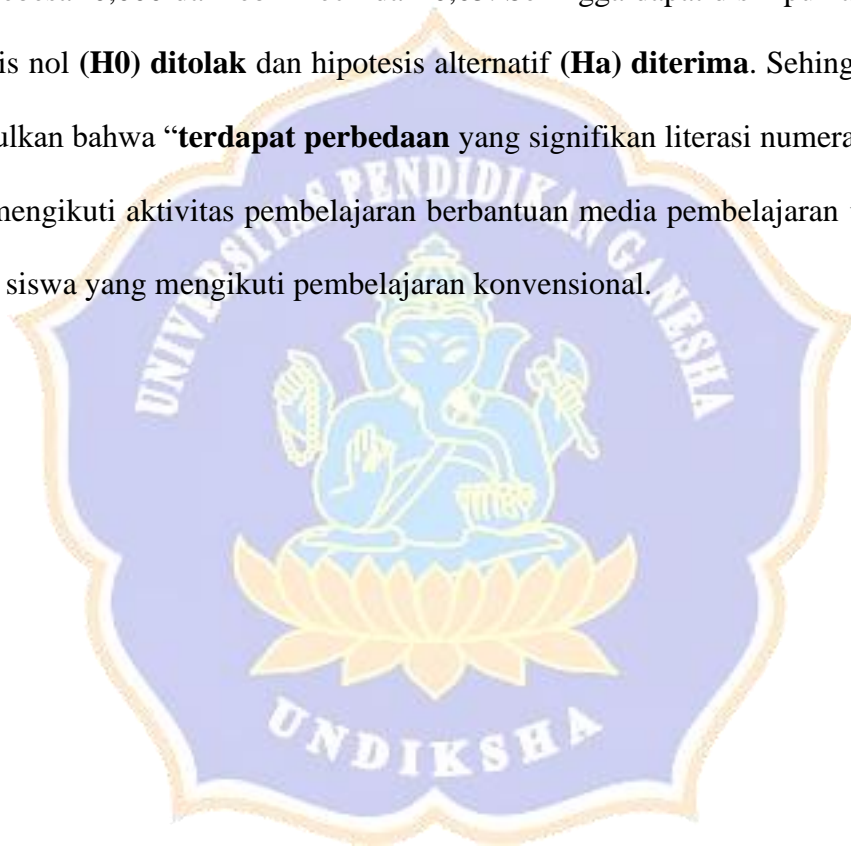 is nol (H0) ditolak dan hipotesis alternatif (Ha) diterima. Sehing
ulkan bahwa “terdapat perbedaan yang signifikan literasi numera
mengikuti aktivitas pembelajaran berbantuan media pembelajaran
siswa yang mengikuti pembelajaran konvensional.
UNIVERSITAS PENDIDIKAN GANESHA
UNDIKSHA